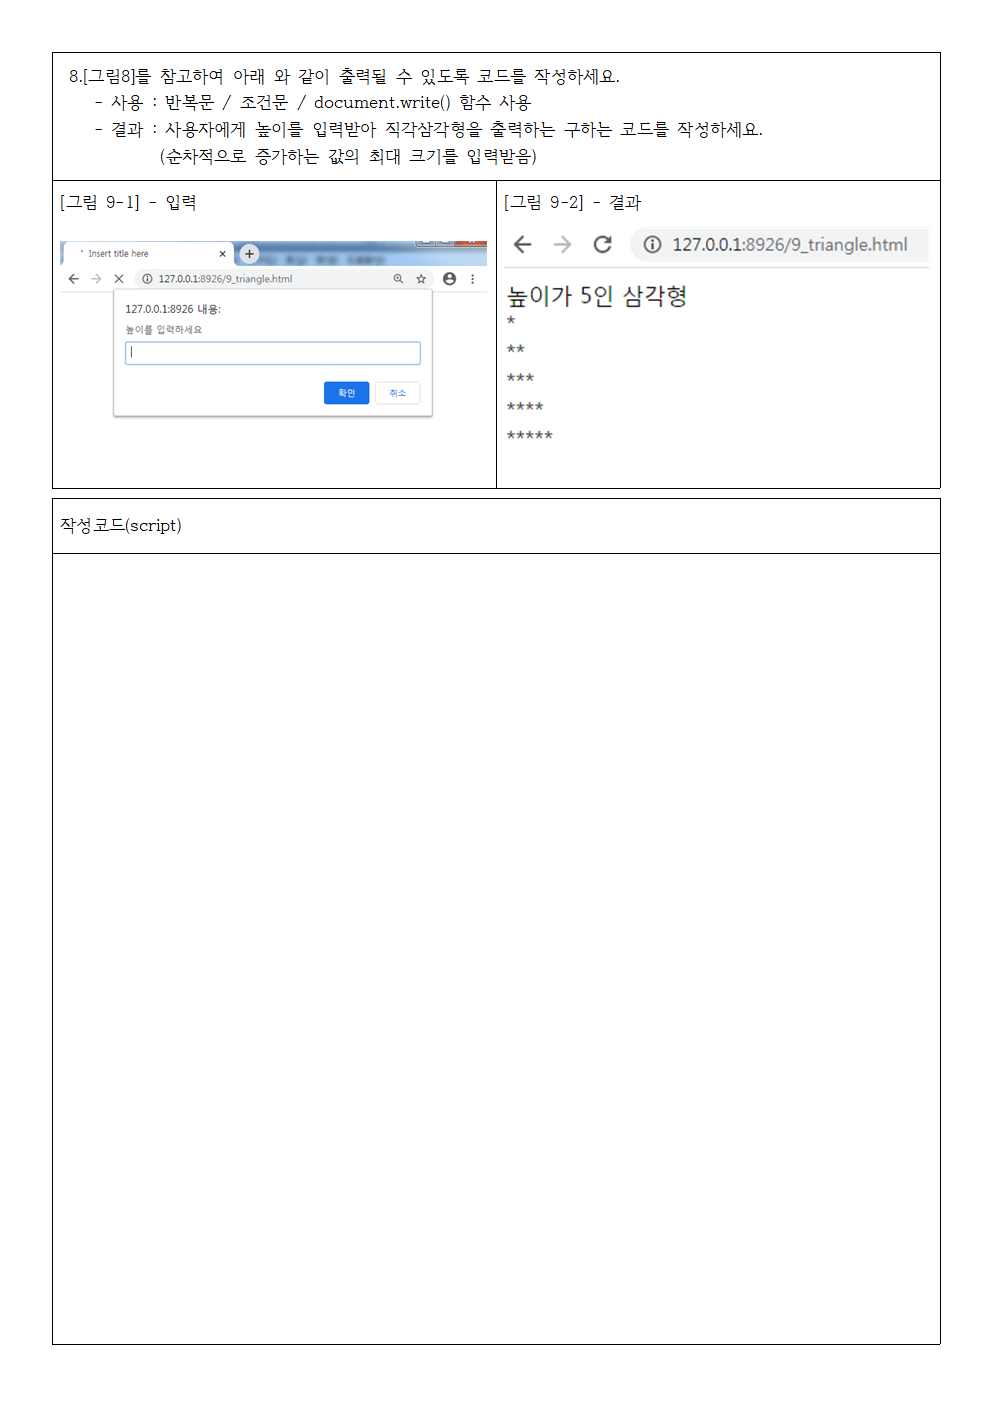 8.[그림8]를 참고하여 아래 와 같이 출력될 수 있도록 코드를 작성하세요.
- 사용 : 반복문 / 조건문 / document.write() 함수 사용
- 결과 : 사용자에게 높이를 입력받아 직각삼각형을 출력하는 구하는 코드를 작성하세요.
(순차적으로 증가하는 값의 최대 크기를 입력받음)
[그림 9-1] - 입력
Insert title here
127.0.0.1:8926/9_triangle.html
127.0.0.1:8926 내용:
높이를 입력하세요
확인 취소
[그림 9-2] - 결과
127.0.0.1:8926/9_triangle.html
높이가 5인 삼각형
*
**
***
****
*****
작성코드(script)